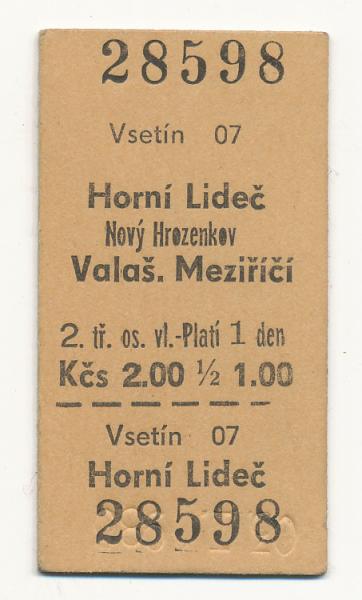 28598
Vsetín 07
Horní Lideč
Nový Hrozenkov
Valaš. Meziříčí
2. tř. os. vl.-Platí 1 den
Kčs 2.00 ½ 1.00
Vsetín 07
Horní Lideč
28598